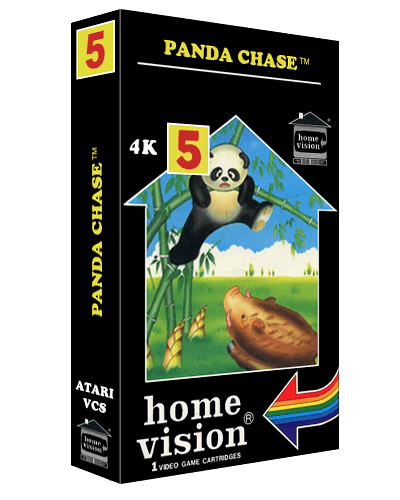 5
PANDA CHASE™
ATARI
VCS
home
vision
PANDA CHASE™
4K
5
home
vision
home
vision®
1 VIDEO GAME CARTRIDGES